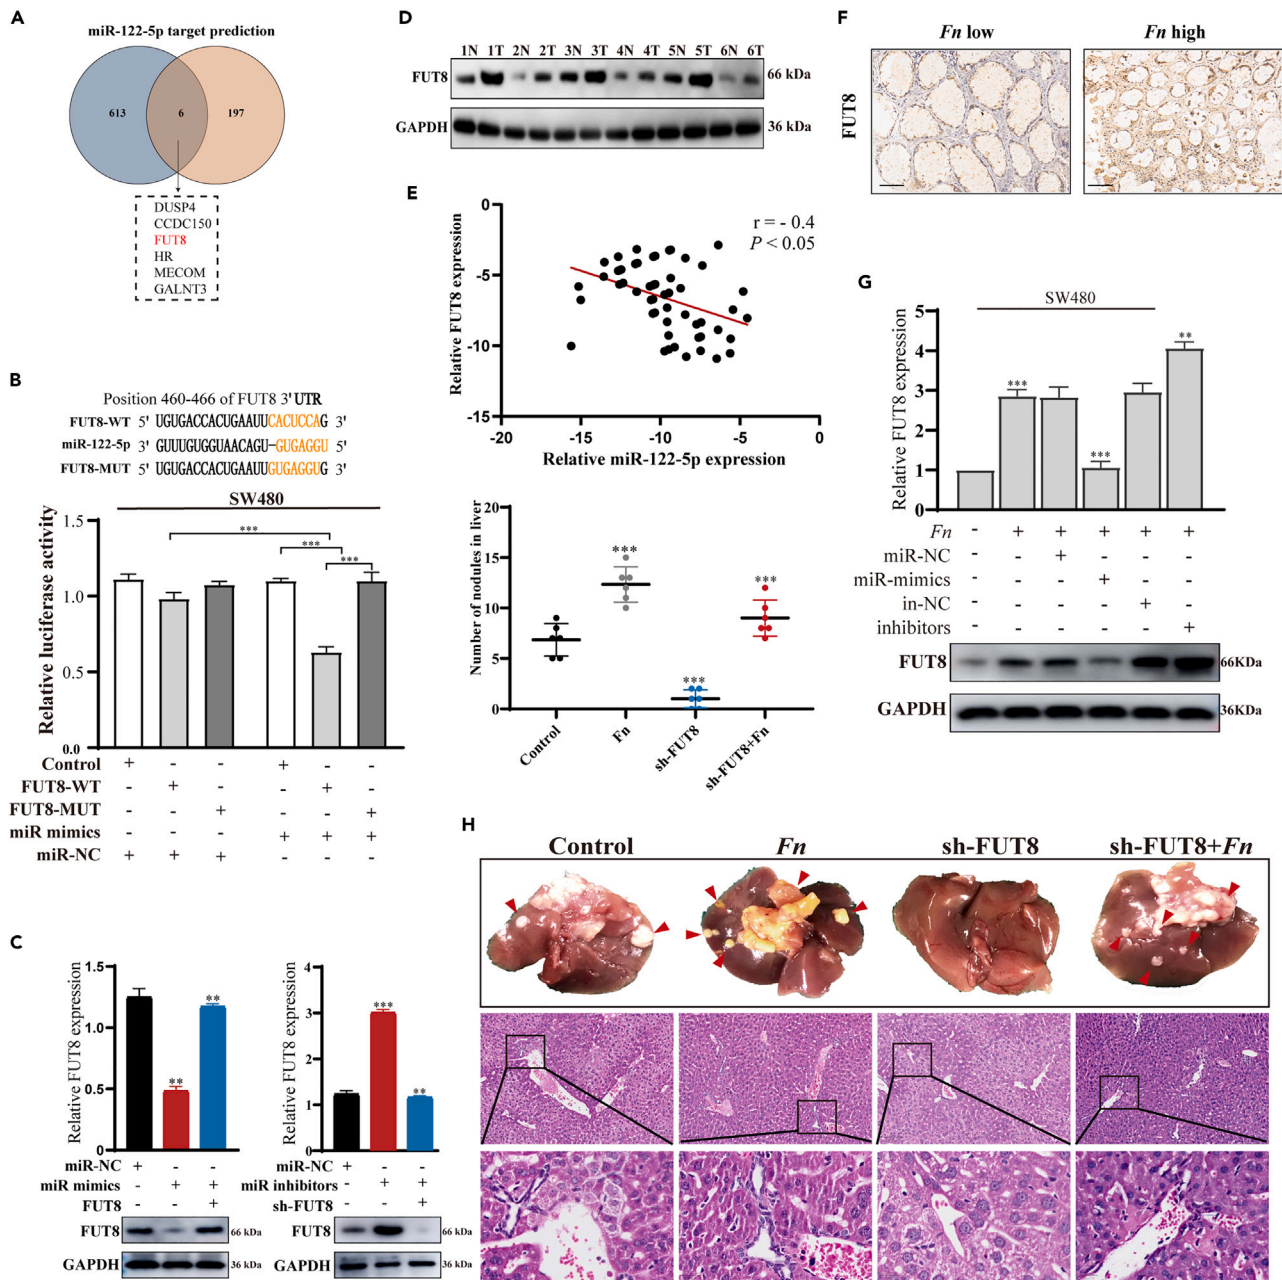 A
miR-122-5p target prediction
613
6
197
DUSP4
CCDC150
FUT8
HR
MECOM
GALNT3
B
Position 460-466 of FUT8 3'UTR
FUT8-WT 5' UGUGACCACUGAAUUCACUCCAG 3'
miR-122-5p 3' GUUUGUGGUAACAGU-GUGAGGU 5'
FUT8-MUT 5' UGUGACCACUGAAUUGUGAGGUG 3'
SW480
Relative luciferase activity
1.5
1.0
0.5
0.0
***
***
***
Control + - - + - -
FUT8-WT - + - - + -
FUT8-MUT - - + - - +
miR mimics - - - + + +
miR-NC + + + - - -
C
Relative FUT8 expression
1.5
1.0
0.5
0
**
**
miR-NC + - -
miR mimics - + +
FUT8 - - +
FUT8 66 kDa
GAPDH 36 kDa
Relative FUT8 expression
4
3
2
1
0
***
**
miR-NC + - -
miR inhibitors - + +
sh-FUT8 - - +
FUT8 66 kDa
GAPDH 36 kDa
D
1N 1T 2N 2T 3N 3T 4N 4T 5N 5T 6N 6T
FUT8 66 kDa
GAPDH 36 kDa
E
Relative FUT8 expression
0
-5
-10
-15
r = - 0.4
P < 0.05
-20 -15 -10 -5 0
Relative miR-122-5p expression
Number of nodules in liver
20
15
10
5
0
***
***
***
Control
Fn
sh-FUT8
sh-FUT8+Fn
F
Fn low
Fn high
FUT8
G
SW480
Relative FUT8 expression
5
4
3
2
1
0
***
***
**
Fn - + + + + +
miR-NC - - + - - -
miR-mimics - - - + - -
in-NC - - - - + -
inhibitors - - - - - +
FUT8 66KDa
GAPDH 36KDa
H
Control
Fn
sh-FUT8
sh-FUT8+Fn